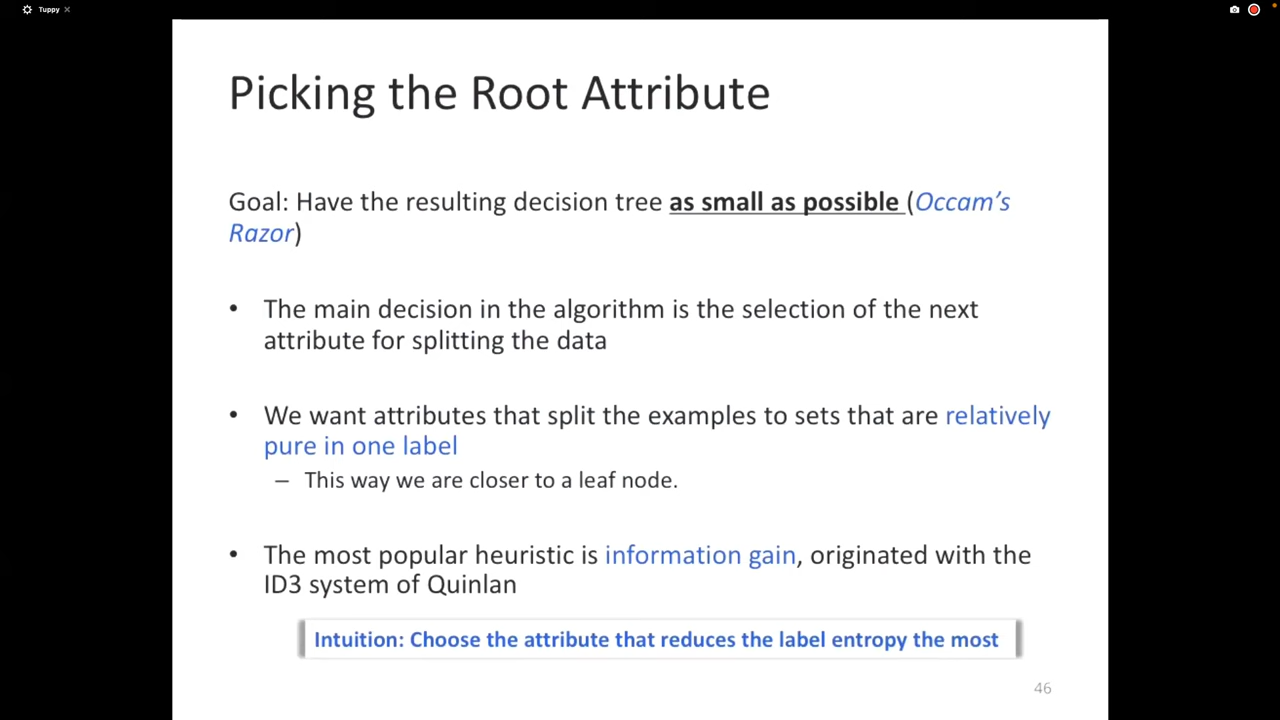 Tuppy
Picking the Root Attribute
Goal: Have the resulting decision tree as small as possible (Occam’s
Razor)
• The main decision in the algorithm is the selection of the next
attribute for splitting the data
• We want attributes that split the examples to sets that are relatively
pure in one label
– This way we are closer to a leaf node.
• The most popular heuristic is information gain, originated with the
ID3 system of Quinlan
Intuition: Choose the attribute that reduces the label entropy the most
46